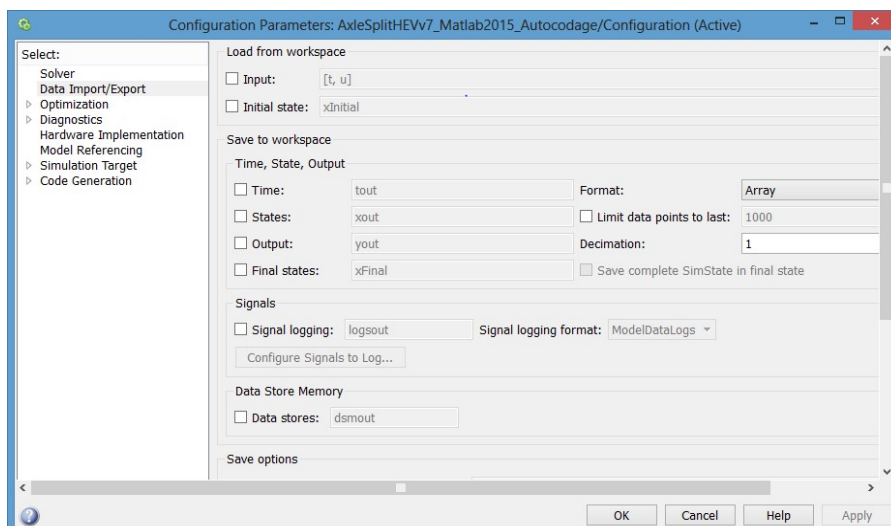 Configuration Parameters: AxleSplitHEVv7_Matlab2015_Autocodage/Configuration (Active)
Select:
Solver
Data Import/Export
Optimization
Diagnostics
Hardware Implementation
Model Referencing
Simulation Target
Code Generation
Load from workspace
Input: [t, u]
Initial state: xInitial
Save to workspace
Time, State, Output
Time: tout Format: Array
States: xout Limit data points to last: 1000
Output: yout Decimation: 1
Final states: xFinal Save complete SimState in final state
Signals
Signal logging: logsout Signal logging format: ModelDataLogs
Configure Signals to Log...
Data Store Memory
Data stores: dsmout
Save options
OK Cancel Help Apply